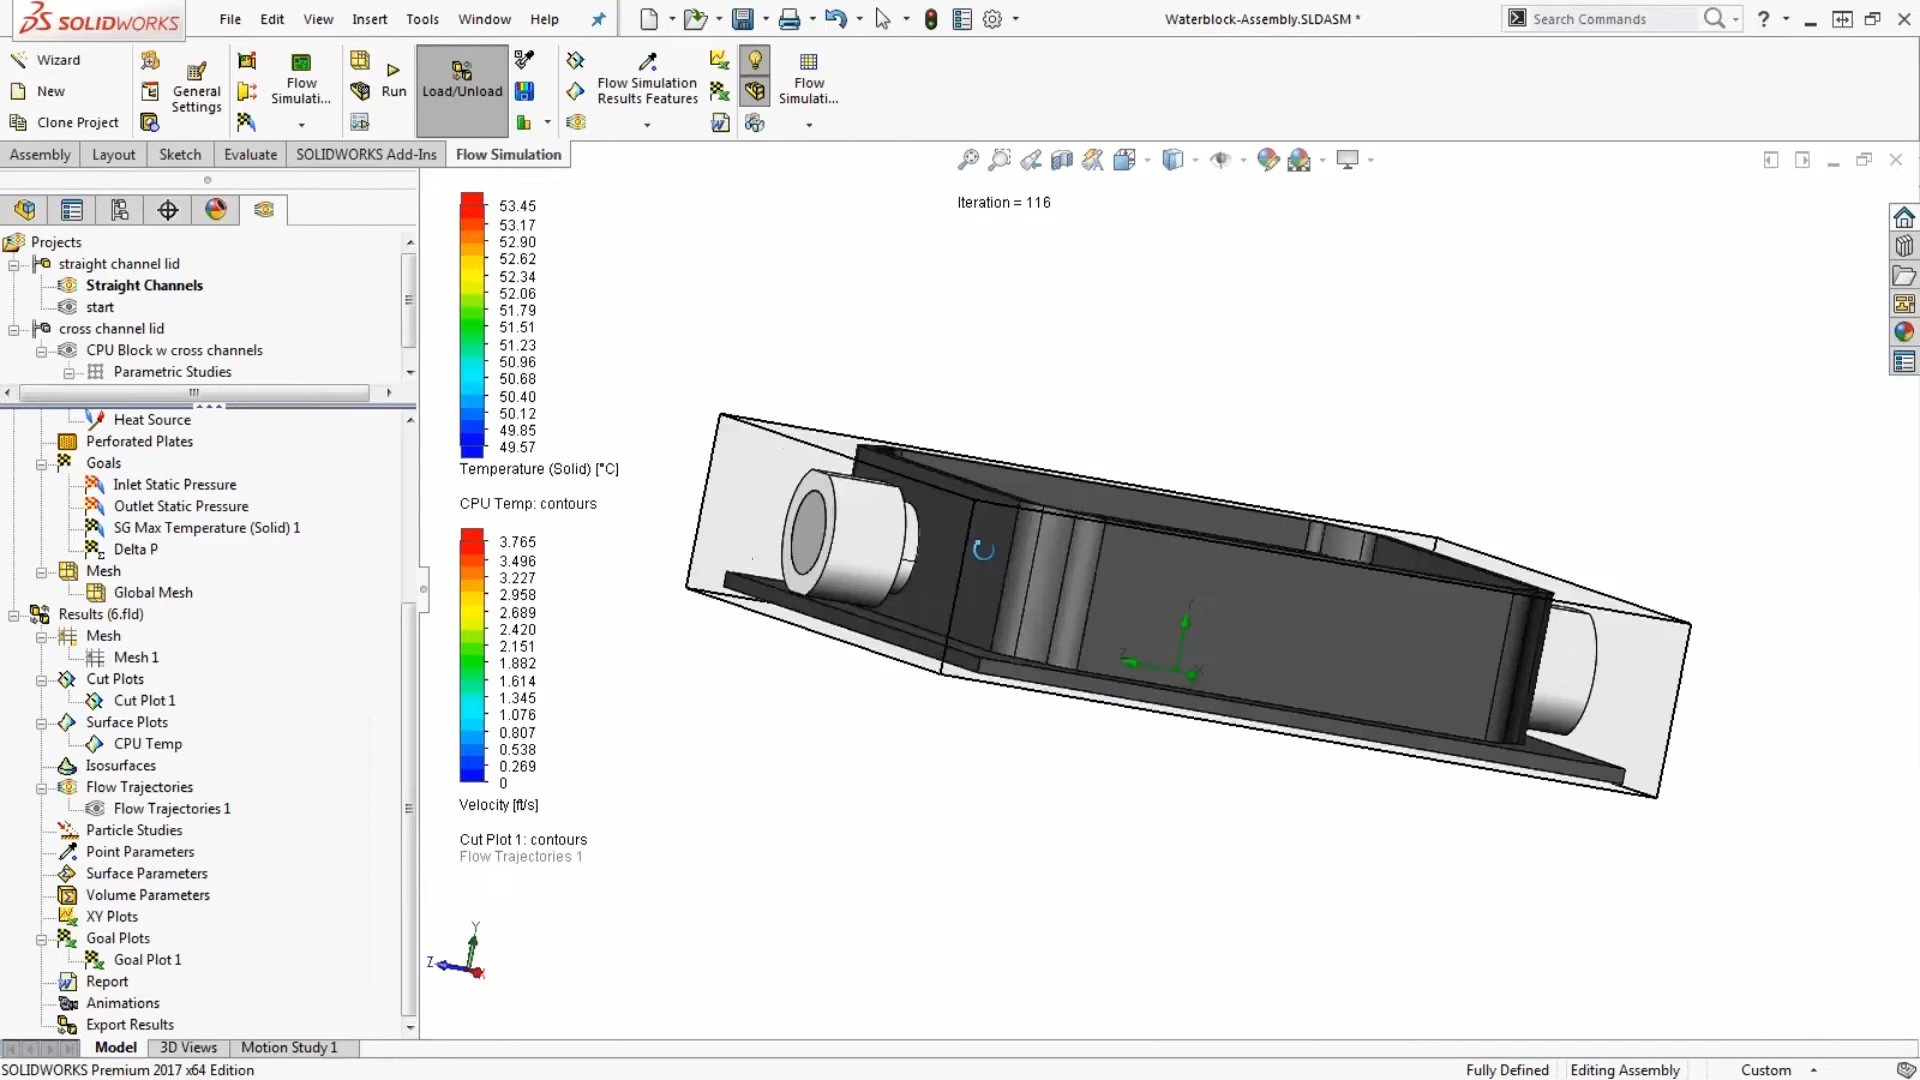 SOLIDWORKS
File Edit View Insert Tools Window Help
Waterblock-Assembly.SLDASM *
Search Commands
Wizard
New
Clone Project
General
Settings
Flow
Simulati...
Run
Load/Unload
Flow Simulation
Results Features
Flow
Simulati...
Assembly Layout Sketch Evaluate SOLIDWORKS Add-Ins Flow Simulation
Projects
straight channel lid
Straight Channels
start
cross channel lid
CPU Block w cross channels
Parametric Studies
Heat Source
Perforated Plates
Goals
Inlet Static Pressure
Outlet Static Pressure
SG Max Temperature (Solid) 1
Delta P
Mesh
Global Mesh
Results (6.fld)
Mesh
Mesh 1
Cut Plots
Cut Plot 1
Surface Plots
CPU Temp
Isosurfaces
Flow Trajectories
Flow Trajectories 1
Particle Studies
Point Parameters
Surface Parameters
Volume Parameters
XY Plots
Goal Plots
Goal Plot 1
Report
Animations
Export Results
Iteration = 116
53.45
53.17
52.90
52.62
52.34
52.06
51.79
51.51
51.23
50.96
50.68
50.40
50.12
49.85
49.57
Temperature (Solid) [°C]
CPU Temp: contours
3.765
3.496
3.227
2.958
2.689
2.420
2.151
1.882
1.614
1.345
1.076
0.807
0.538
0.269
0
Velocity [ft/s]
Cut Plot 1: contours
Flow Trajectories 1
Y
Z
X
Y
Z
Model 3D Views Motion Study 1
SOLIDWORKS Premium 2017 x64 Edition
Fully Defined Editing Assembly Custom